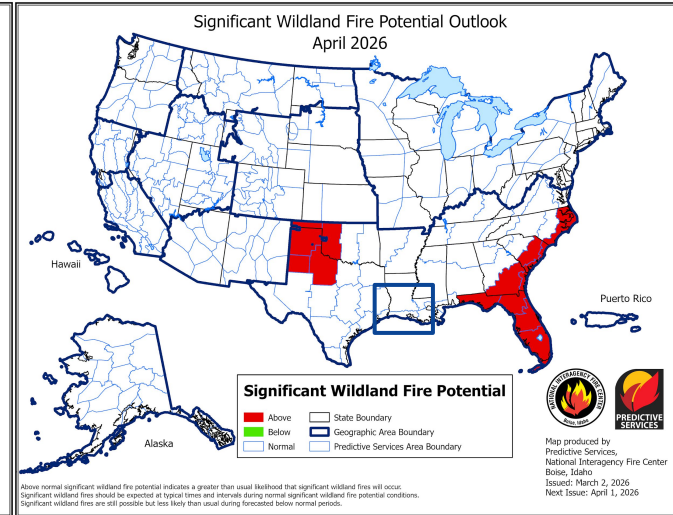 Significant Wildland Fire Potential Outlook
April 2026
Hawaii
Puerto Rico
Alaska
Significant Wildland Fire Potential
Above
State Boundary
Below
Geographic Area Boundary
Normal
Predictive Services Area Boundary
NATIONAL INTERAGENCY FIRE CENTER
Boise, Idaho
PREDICTIVE
SERVICES
Map produced by
Predictive Services,
National Interagency Fire Center
Boise, Idaho
Issued: March 2, 2026
Next Issue: April 1, 2026
Above normal significant wildland fire potential indicates a greater than usual likelihood that significant wildland fires will occur.
Significant wildland fires should be expected at typical times and intervals during normal significant wildland fire potential conditions.
Significant wildland fires are still possible but less likely than usual during forecasted below normal periods.